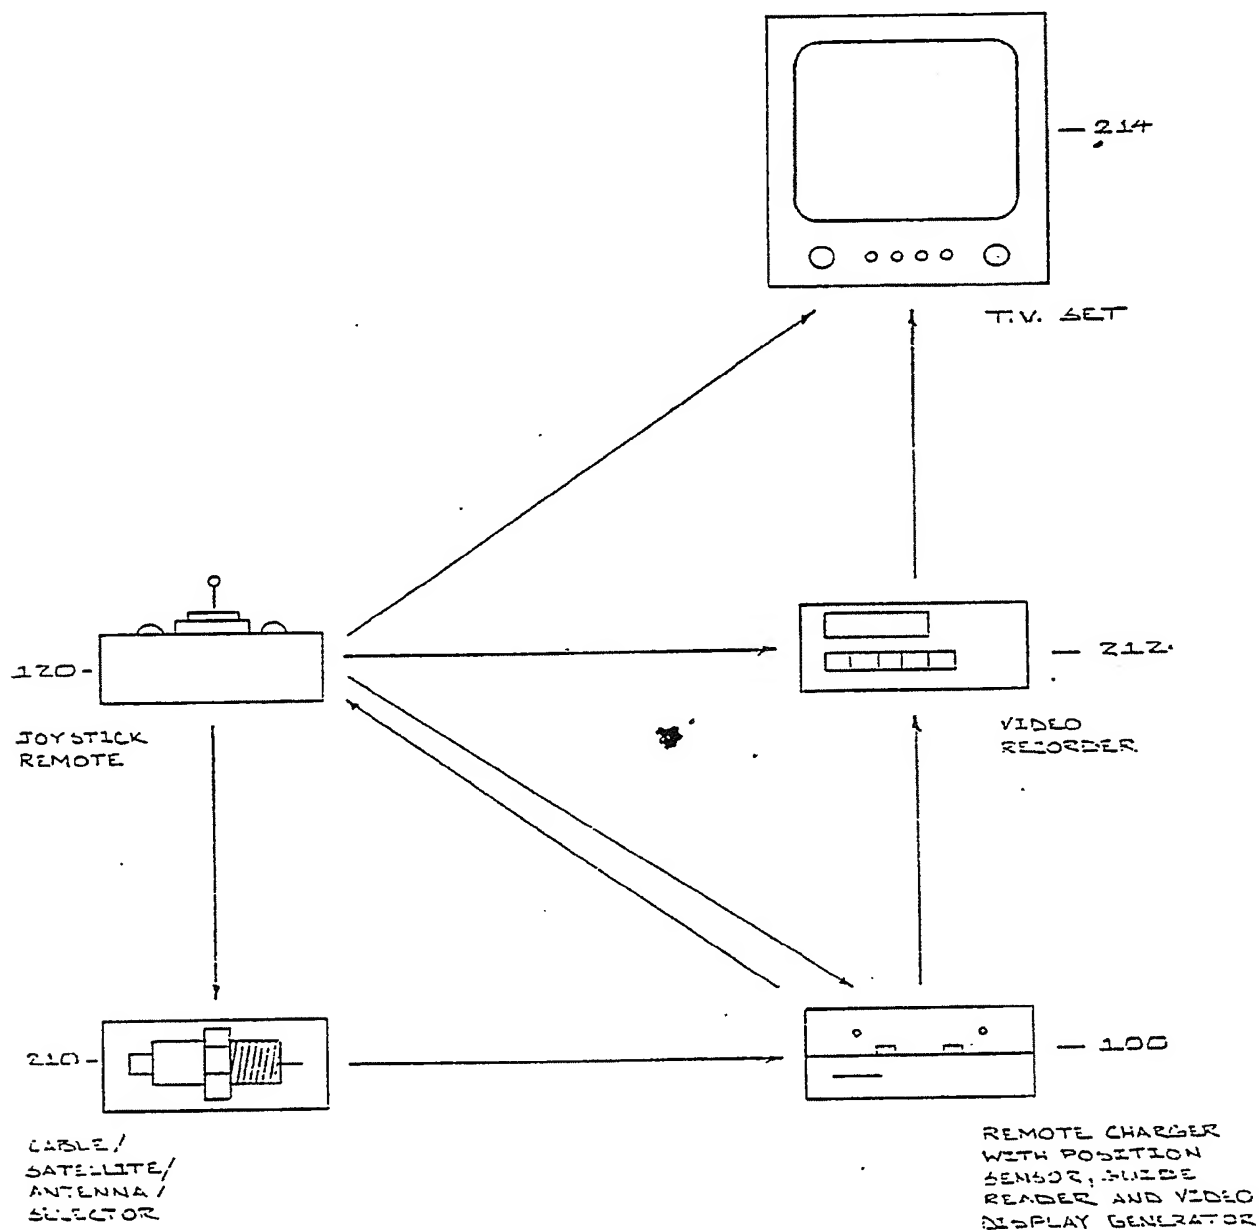 214
T.V. SET
120
212
JOYSTICK
REMOTE
VIDEO
RECORDER
210
100
CABLE/
SATELLITE/
ANTENNA/
SELECTOR
REMOTE CHARGER
WITH POSITION
SENSOR, GUIDE
READER AND VIDEO
DISPLAY GENERATOR